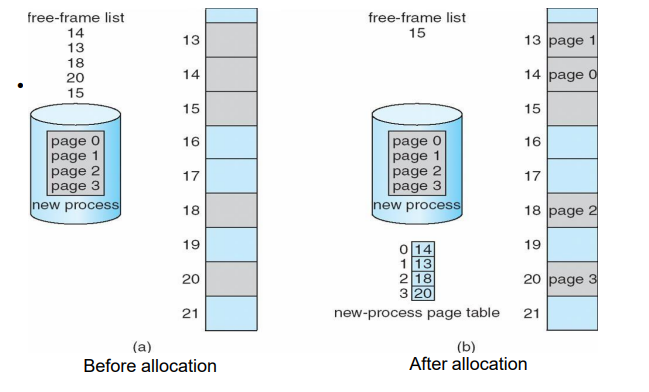 free-frame list
14
13
18
20
15
page 0
page 1
page 2
page 3
new process
13
14
15
16
17
18
19
20
21
(a)
Before allocation
free-frame list
15
page 0
page 1
page 2
page 3
new process
0 14
1 13
2 18
3 20
new-process page table
13 page 1
14 page 0
15
16
17
18 page 2
19
20 page 3
21
(b)
After allocation